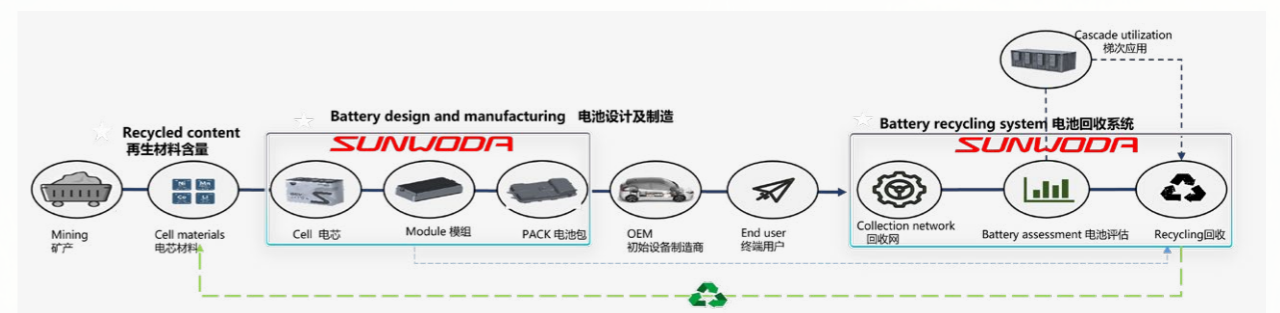 Cascade utilization
梯次应用
Battery design and manufacturing 电池设计及制造
SUNWODA
Recycled content
再生材料含量
Battery recycling system 电池回收系统
SUNWODA
Mining
矿产
Cell materials
电芯材料
Cell 电芯
Module 模组
PACK 电池包
OEM
初始设备制造商
End user
终端用户
Collection network
回收网
Battery assessment 电池评估
Recycling回收